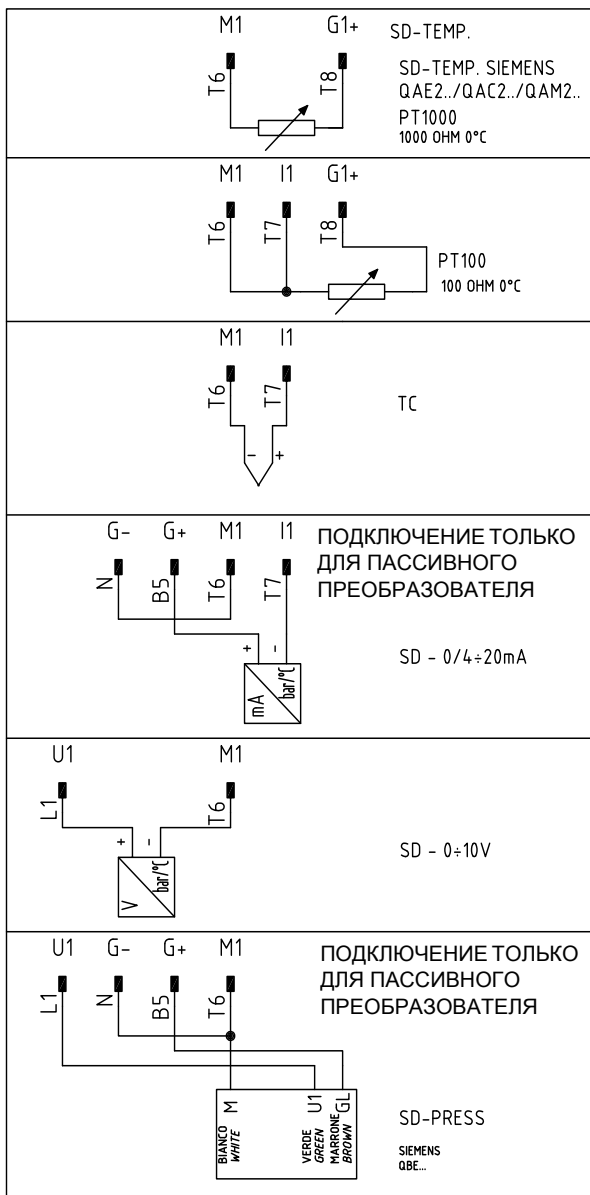 M1 G1+ SD-TEMP.
T6 T8
SD-TEMP. SIEMENS
QAE2../QAC2../QAM2..
PT1000
1000 OHM 0°C
M1 I1 G1+
T6 T7 T8
PT100
100 OHM 0°C
M1 I1
T6 T7
TC
- +
G- G+ M1 I1
N B5 T6 T7
ПОДКЛЮЧЕНИЕ ТОЛЬКО
ДЛЯ ПАССИВНОГО
ПРЕОБРАЗОВАТЕЛЯ
+ -
mA bar/°C
SD - 0/4÷20mA
U1 M1
L1 T6
+ -
V bar/°C
SD - 0÷10V
U1 G- G+ M1
L1 N B5 T6
ПОДКЛЮЧЕНИЕ ТОЛЬКО
ДЛЯ ПАССИВНОГО
ПРЕОБРАЗОВАТЕЛЯ
M U1 GL
BIANCO VERDE MARRONE
WHITE GREEN BROWN
SD-PRESS
SIEMENS
QBE...